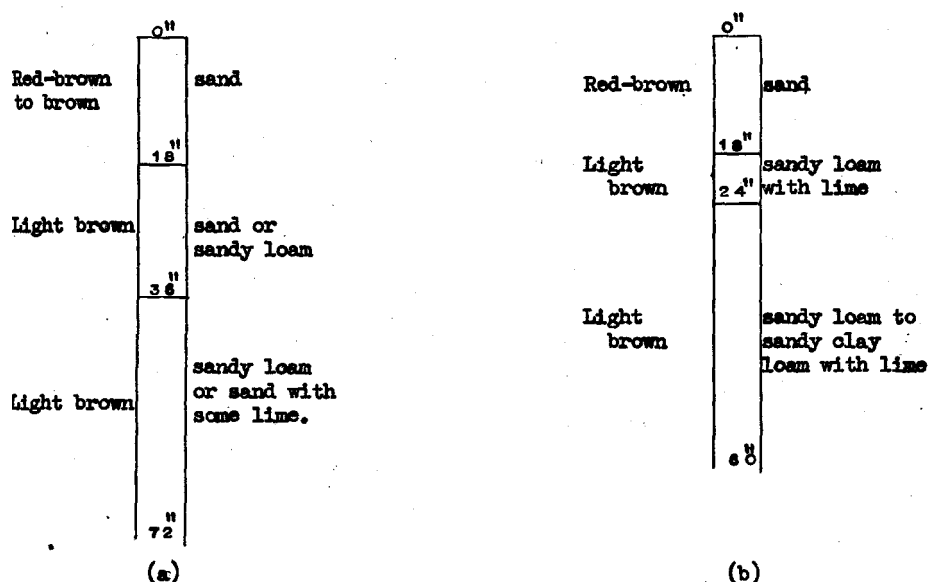 0"
Red-brown
to brown
sand
18"
Light brown
sand or
sandy loam
36"
Light brown
sandy loam
or sand with
some lime.
72"
(a)
0"
Red-brown
sand
18"
Light
brown
sandy loam
with lime
24"
Light
brown
sandy loam to
sandy clay
loam with lime
60"
(b)